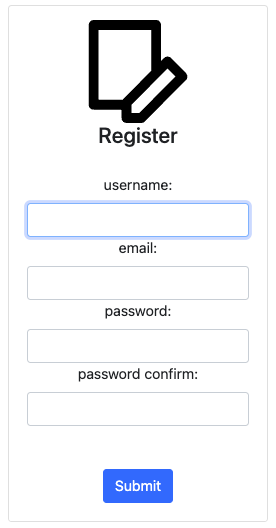 Register
username:
email:
password:
password confirm:
Submit